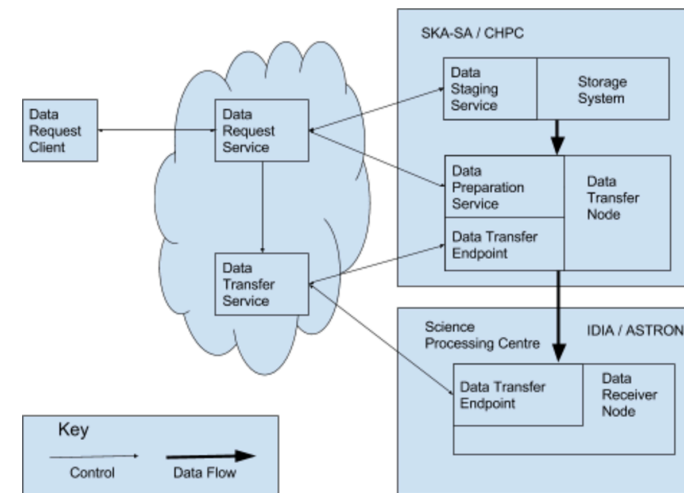 SKA-SA / CHPC
Data
Staging
Service
Storage
System
Data
Request
Client
Data
Request
Service
Data
Preparation
Service
Data
Transfer
Node
Data Transfer
Endpoint
Data
Transfer
Service
Science
Processing Centre
IDIA / ASTRON
Data Transfer
Endpoint
Data
Receiver
Node
Key
Control
Data Flow